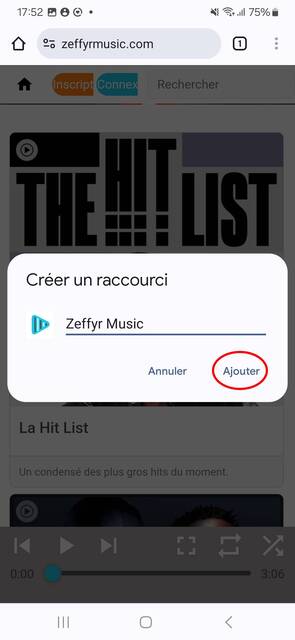 17:52
75%
zeffyrmusic.com
1
Inscript Connex Rechercher
THE HIT LIST
Créer un raccourci
Zeffyr Music
Annuler Ajouter
La Hit List
Un condensé des plus gros hits du moment.
0:00 3:06